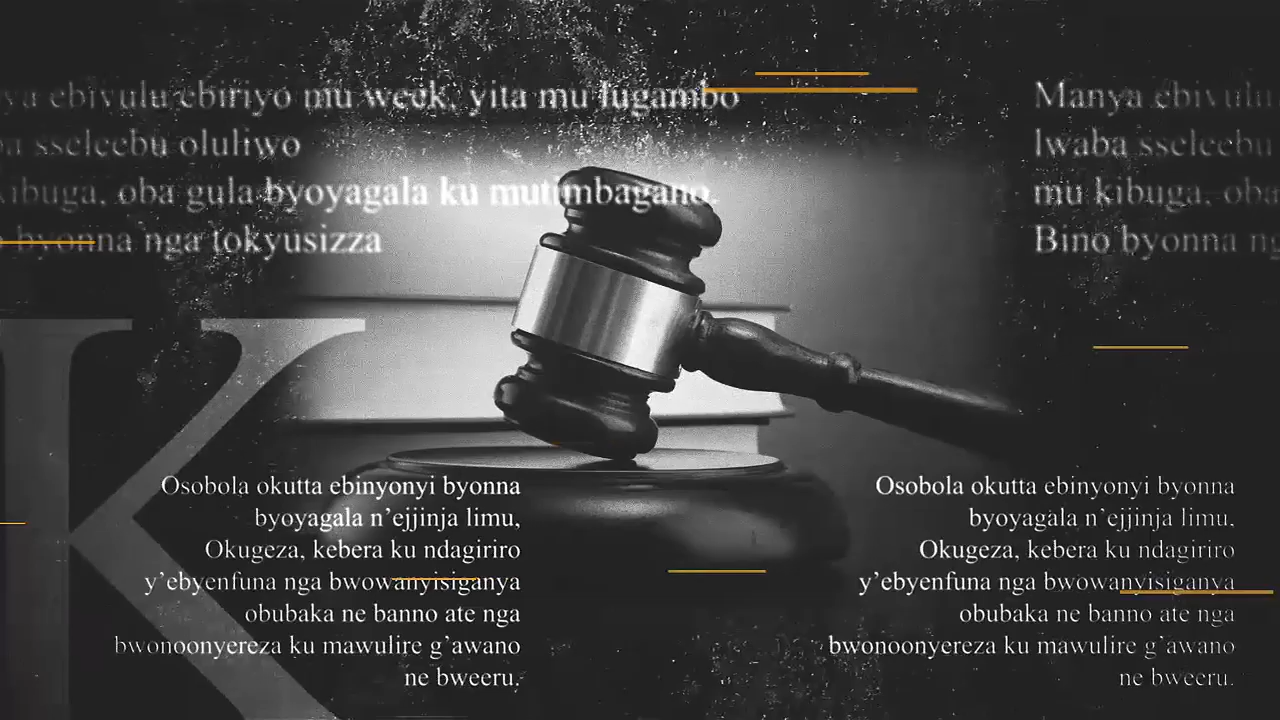 ya ebivulu ebiriyo mu week, yita mu lugambo
sseleebu oluliwo
kibuga, oba gula byoyagala ku mutimbagano.
byonna nga tokyusizza
Manya ebivulu
lwaba sseleebu
mu kibuga, oba
Bino byonna ng
K
Osobola okutta ebinyonyi byonna
byoyagala n’ejjinja limu,
Okugeza, kebera ku ndagiriro
y’ebyenfuna nga bwowanyisiganya
obubaka ne banno ate nga
bwonoonyereza ku mawulire g’awano
ne bweeru.
Osobola okutta ebinyonyi byonna
byoyagala n’ejjinja limu,
Okugeza, kebera ku ndagiriro
y’ebyenfuna nga bwowanyisiganya
obubaka ne banno ate nga
bwonoonyereza ku mawulire g’awano
ne bweeru.